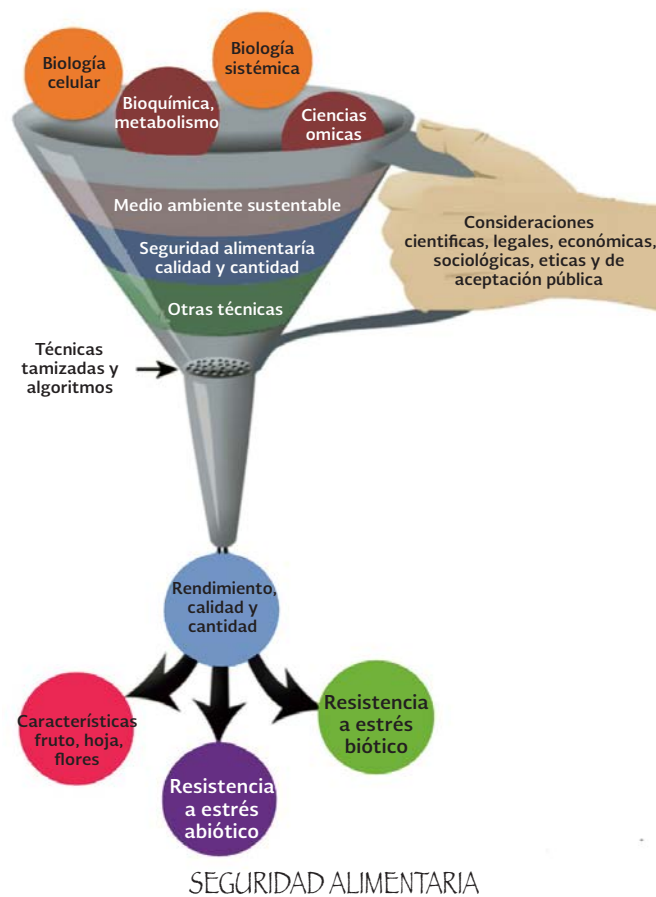 Biología
celular
Biología
sistémica
Bioquímica,
metabolismo
Ciencias
omicas
Medio ambiente sustentable
Seguridad alimentaría
calidad y cantidad
Otras técnicas
Consideraciones
cientificas, legales, económicas,
sociológicas, eticas y de
aceptación pública
Técnicas
tamizadas y
algoritmos
Rendimiento,
calidad y
cantidad
Características
fruto, hoja,
flores
Resistencia
a estrés
abiótico
Resistencia
a estrés
biótico
SEGURIDAD ALIMENTARIA